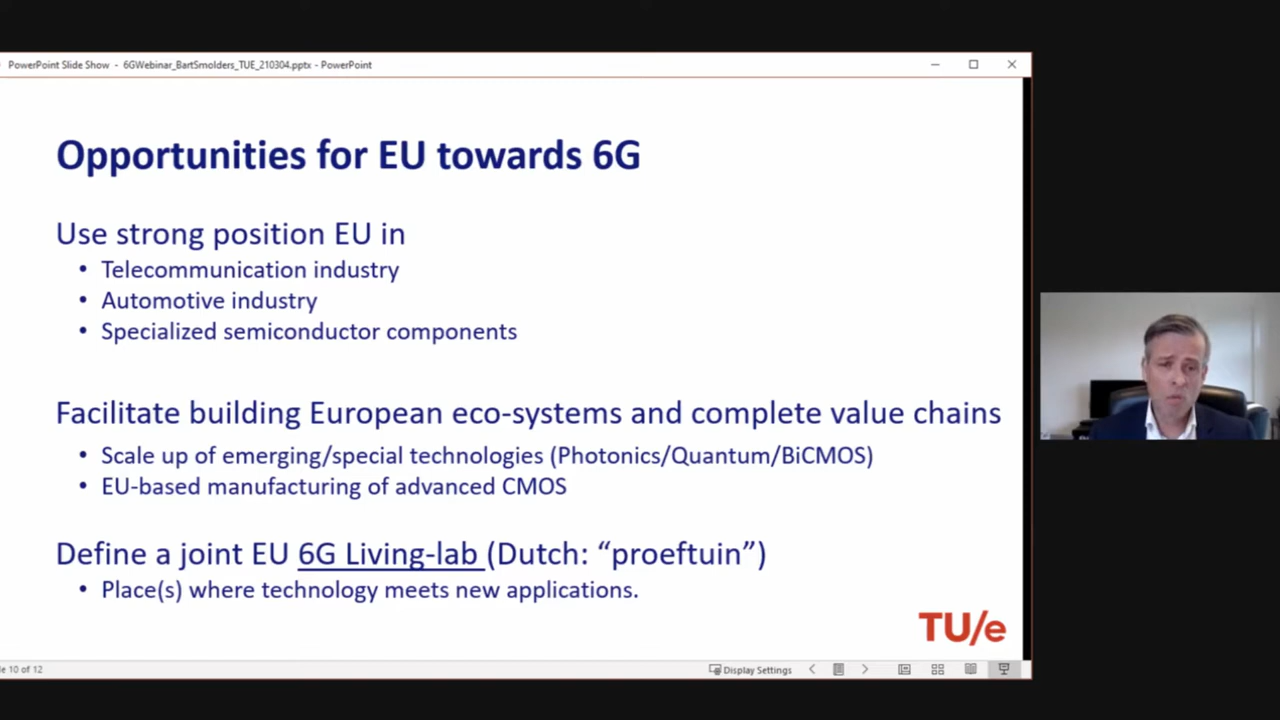 PowerPoint Slide Show - 6GWebinar_BartSmolders_TUE_210304.pptx - PowerPoint
Opportunities for EU towards 6G
Use strong position EU in
• Telecommunication industry
• Automotive industry
• Specialized semiconductor components
Facilitate building European eco-systems and complete value chains
• Scale up of emerging/special technologies (Photonics/Quantum/BiCMOS)
• EU-based manufacturing of advanced CMOS
Define a joint EU 6G Living-lab (Dutch: “proeftuin”)
• Place(s) where technology meets new applications.
TU/e
le 10 of 12
Display Settings